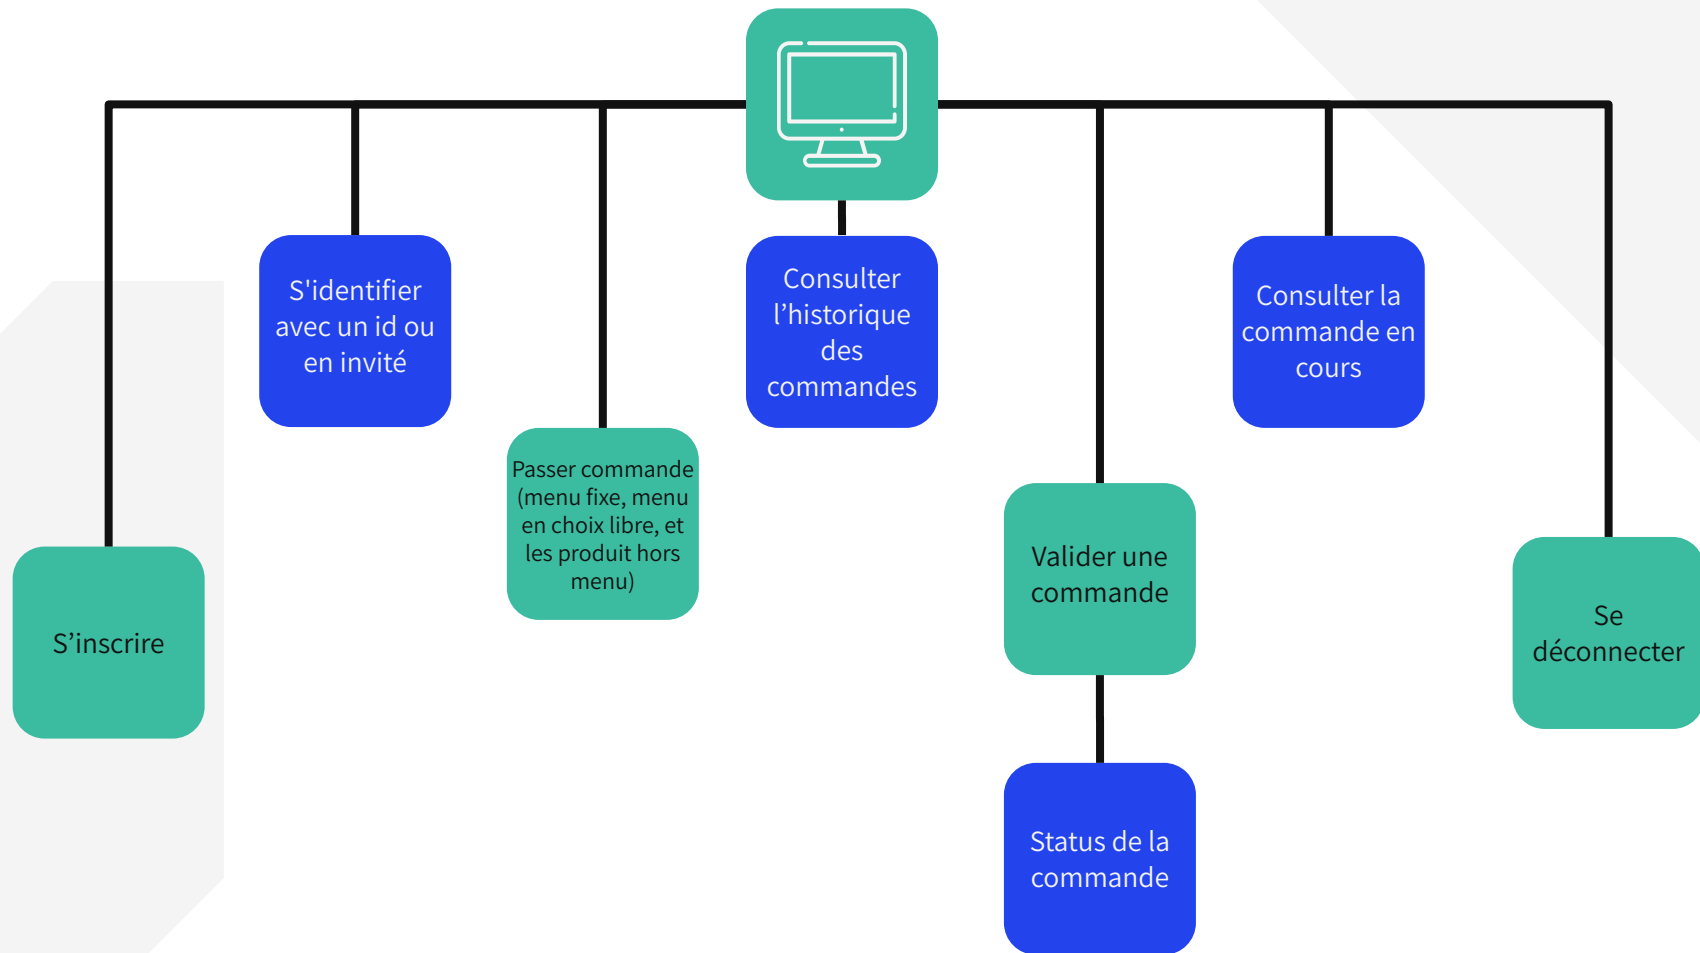 S'identifier
avec un id ou
en invité
Consulter
l’historique
des
commandes
Consulter la
commande en
cours
Passer commande
(menu fixe, menu
en choix libre, et
les produit hors
menu)
Valider une
commande
S’inscrire
Se
déconnecter
Status de la
commande